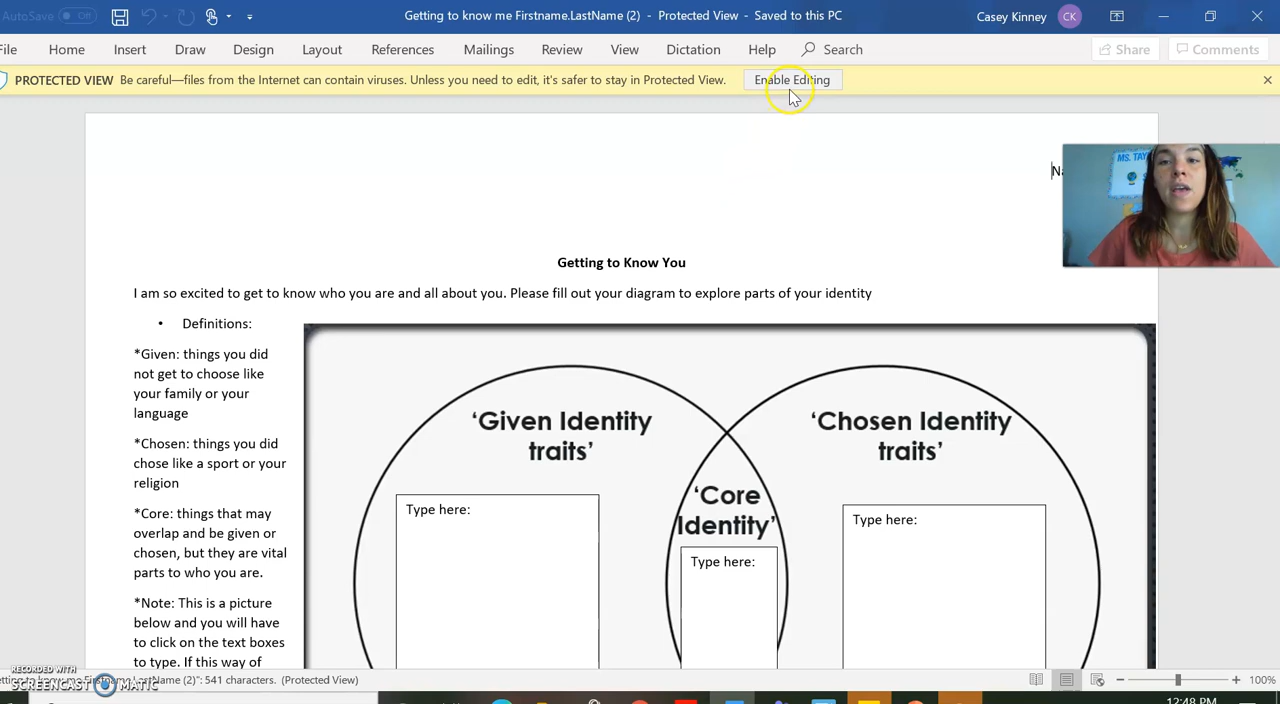 AutoSave Off
Getting to know me Firstname.LastName (2) - Protected View - Saved to this PC
Casey Kinney CK
File Home Insert Draw Design Layout References Mailings Review View Dictation Help Search Share Comments
PROTECTED VIEW Be careful—files from the Internet can contain viruses. Unless you need to edit, it's safer to stay in Protected View. Enable Editing
MS. TAY
Getting to Know You
I am so excited to get to know who you are and all about you. Please fill out your diagram to explore parts of your identity
• Definitions:
*Given: things you did
not get to choose like
your family or your
language
*Chosen: things you did
chose like a sport or your
religion
*Core: things that may
overlap and be given or
chosen, but they are vital
parts to who you are.
*Note: This is a picture
below and you will have
to click on the text boxes
to type. If this way of
‘Given Identity
traits’
Type here:
‘Core
Identity’
Type here:
‘Chosen Identity
traits’
Type here:
RECORDED WITH
SCREENCAST MATIC
(2)": 541 characters. (Protected View)
100%
12:48 PM